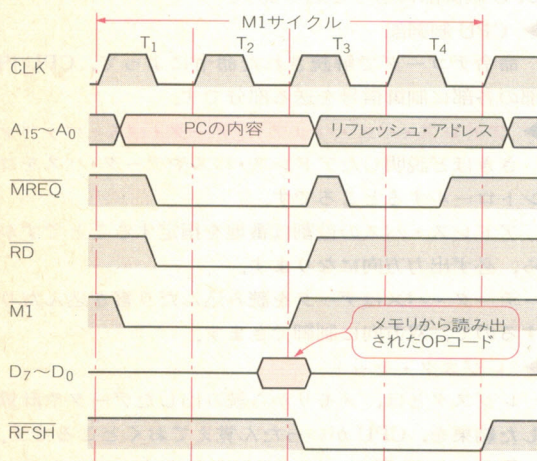 M1サイクル
T1 T2 T3 T4
CLK
A15〜A0 PCの内容 リフレッシュ・アドレス
MREQ
RD
M1
メモリから読み出
されたOPコード
D7〜D0
RFSH